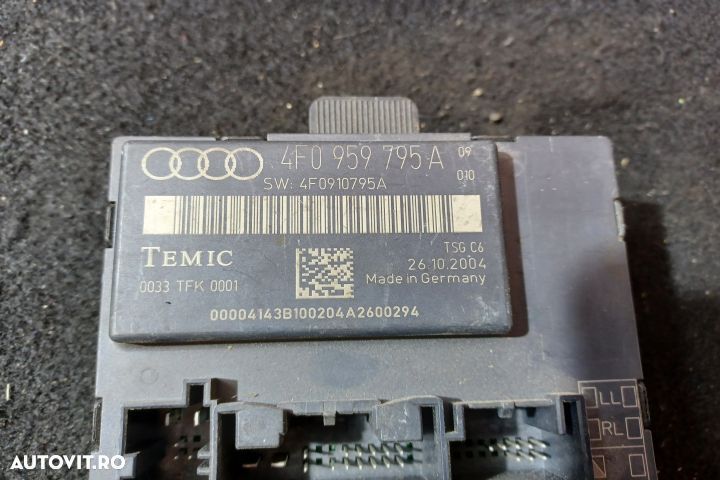 4F0 959 795 A 09
010
SW: 4F0910795A
TEMIC
TSG C6
26.10.2004
0033 TFK 0001
Made in Germany
00004143B100204A2600294
LL
RL
AUTOVIT.RO